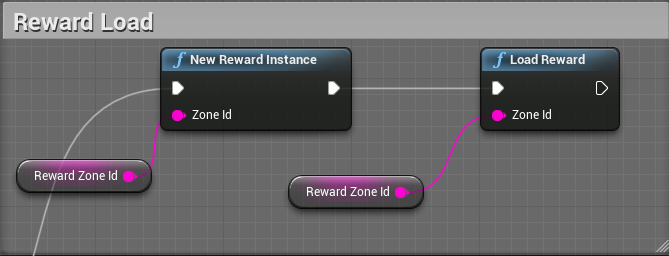 Reward Load
f New Reward Instance
Zone Id
Reward Zone Id
f Load Reward
Zone Id
Reward Zone Id